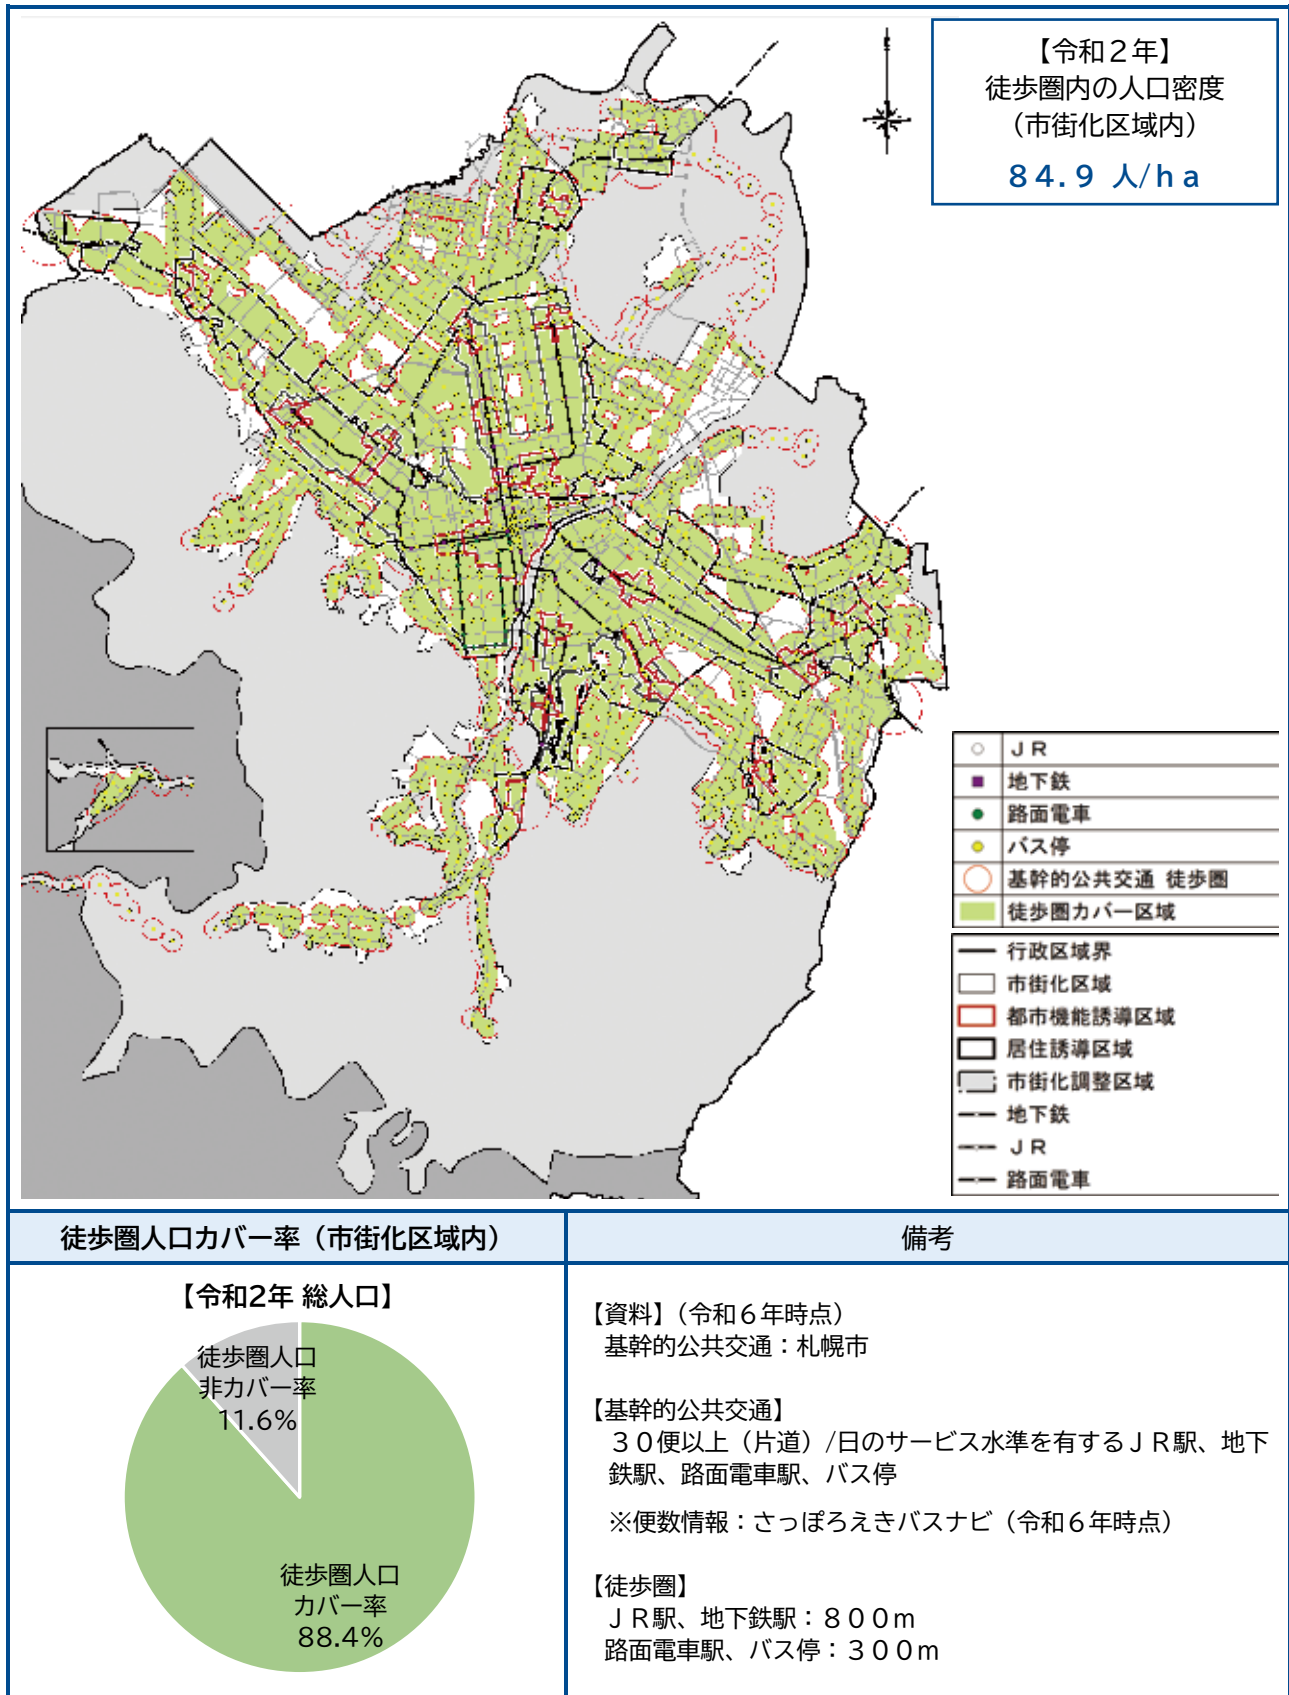 【令和２年】
徒歩圏内の人口密度
（市街化区域内）
８４．９ 人/ｈａ
ＪＲ
地下鉄
路面電車
バス停
基幹的公共交通 徒歩圏
徒歩圏カバー区域
行政区域界
市街化区域
都市機能誘導区域
居住誘導区域
市街化調整区域
地下鉄
ＪＲ
路面電車
徒歩圏人口カバー率（市街化区域内）
備考
【令和2年 総人口】
徒歩圏人口
非カバー率
11.6%
徒歩圏人口
カバー率
88.4%
【資料】（令和６年時点）
基幹的公共交通：札幌市
【基幹的公共交通】
３０便以上（片道）/日のサービス水準を有するＪＲ駅、地下
鉄駅、路面電車駅、バス停
※便数情報：さっぽろえきバスナビ（令和６年時点）
【徒歩圏】
ＪＲ駅、地下鉄駅：８００ｍ
路面電車駅、バス停：３００ｍ